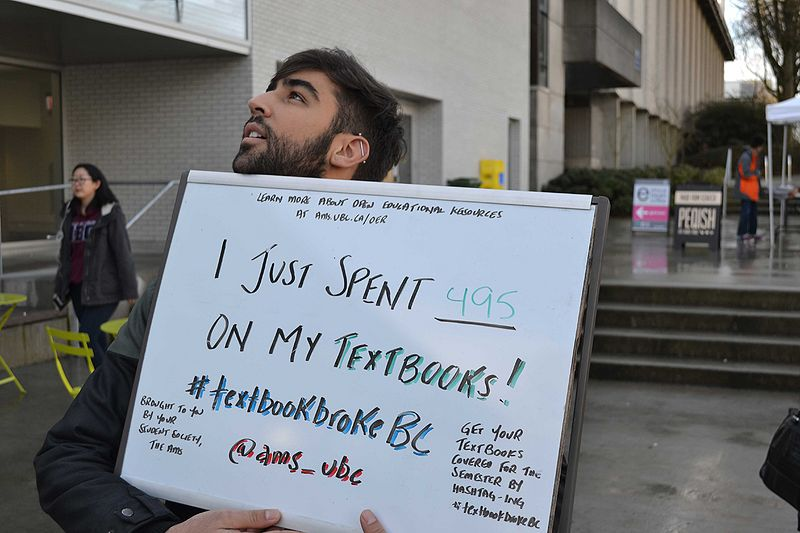 LEARN MORE ABOUT OPEN EDUCATIONAL RESOURCES
AT AMS.UBC.CA/OER
I JUST SPENT 495
ON MY TEXTBOOKS!
#textbookbrokeBC
@ams_ubc
BROUGHT TO YOU
BY YOUR
STUDENT SOCIETY,
THE AMS
GET YOUR
TEXTBOOKS
COVERED FOR THE
SEMESTER BY
HASHTAG-ING
#textbookbrokeBC
PEQISH